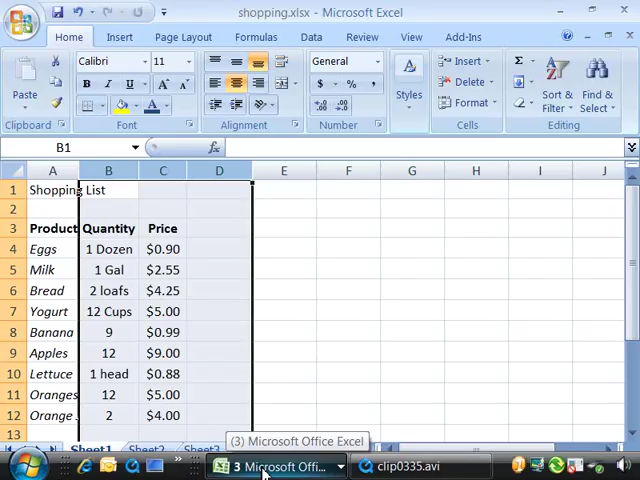 shopping.xlsx - Microsoft Excel
Home Insert Page Layout Formulas Data Review View Add-Ins
Paste
Clipboard
Calibri 11
B I U A A
A
Font
Alignment
General
$ % ,
Number
A
Styles
Insert
Delete
Format
Cells
Σ
Sort & Filter
Find & Select
Editing
B1 fx
A B C D E F G H I J
1 Shopping List
2
3 Product Quantity Price
4 Eggs 1 Dozen $0.90
5 Milk 1 Gal $2.55
6 Bread 2 loafs $4.25
7 Yogurt 12 Cups $5.00
8 Banana 9 $0.99
9 Apples 12 $9.00
10 Lettuce 1 head $0.88
11 Oranges 12 $5.00
12 Orange 2 $4.00
13
(3) Microsoft Office Excel
Sheet1 Sheet2 Sheet3
3 Microsoft Offi... clip0335.avi